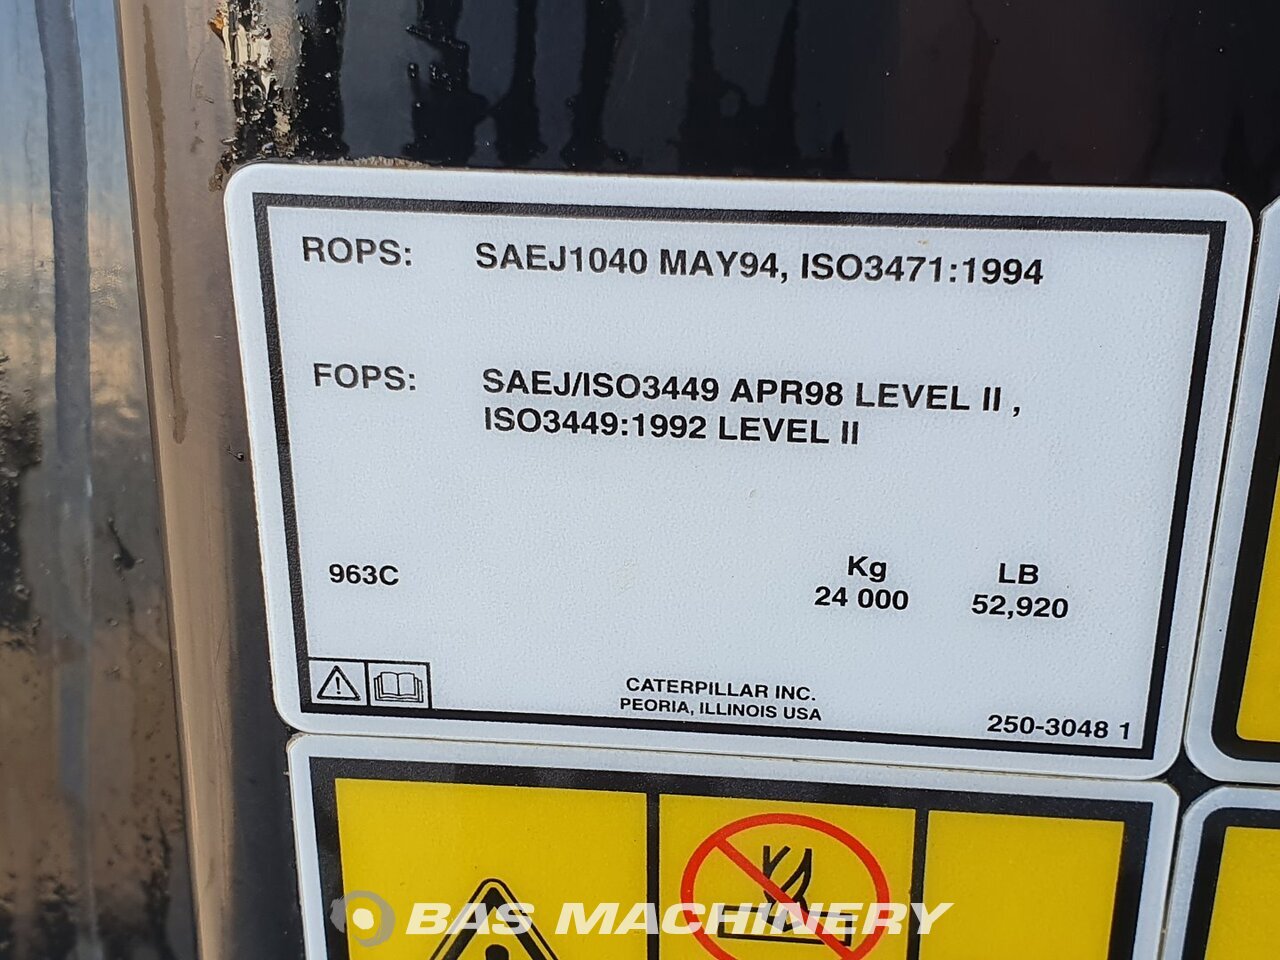 ROPS: SAEJ1040 MAY94, ISO3471:1994
FOPS: SAEJ/ISO3449 APR98 LEVEL II ,
ISO3449:1992 LEVEL II
963C Kg LB
24 000 52,920
CATERPILLAR INC.
PEORIA, ILLINOIS USA
250-3048 1
BAS MACHINERY